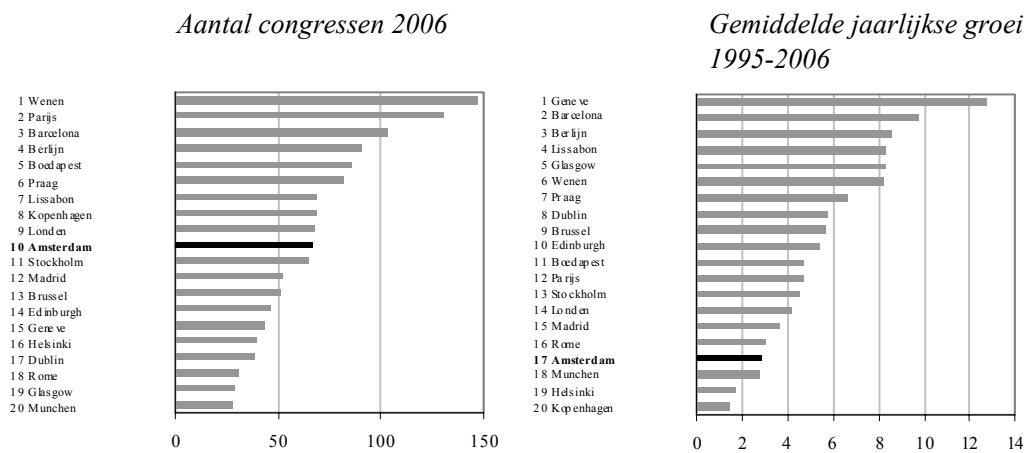 Aantal congressen 2006
1 Wenen
2 Parijs
3 Barcelona
4 Berlijn
5 Boedapest
6 Praag
7 Lissabon
8 Kopenhagen
9 Londen
10 Amsterdam
11 Stockholm
12 Madrid
13 Brussel
14 Edinburgh
15 Geneve
16 Helsinki
17 Dublin
18 Rome
19 Glasgow
20 Munchen
0 50 100 150
Gemiddelde jaarlijkse groei
1995-2006
1 Geneve
2 Barcelona
3 Berlijn
4 Lissabon
5 Glasgow
6 Wenen
7 Praag
8 Dublin
9 Brussel
10 Edinburgh
11 Boedapest
12 Parijs
13 Stockholm
14 Londen
15 Madrid
16 Rome
17 Amsterdam
18 Munchen
19 Helsinki
20 Kopenhagen
0 2 4 6 8 10 12 14